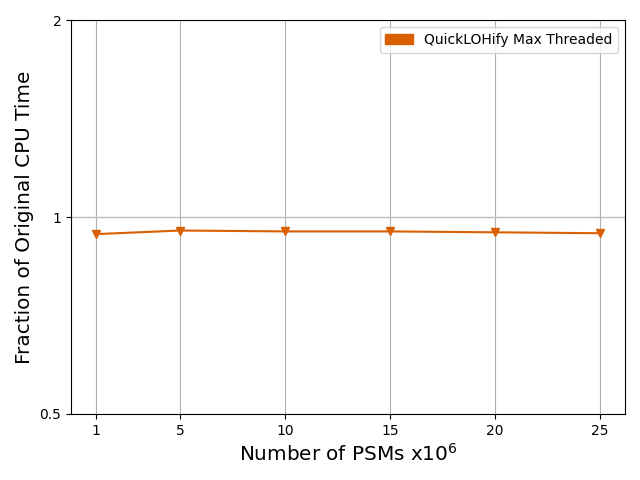 2
QuickLOHify Max Threaded
Fraction of Original CPU Time
1
0.5
1 5 10 15 20 25
Number of PSMs x10⁶